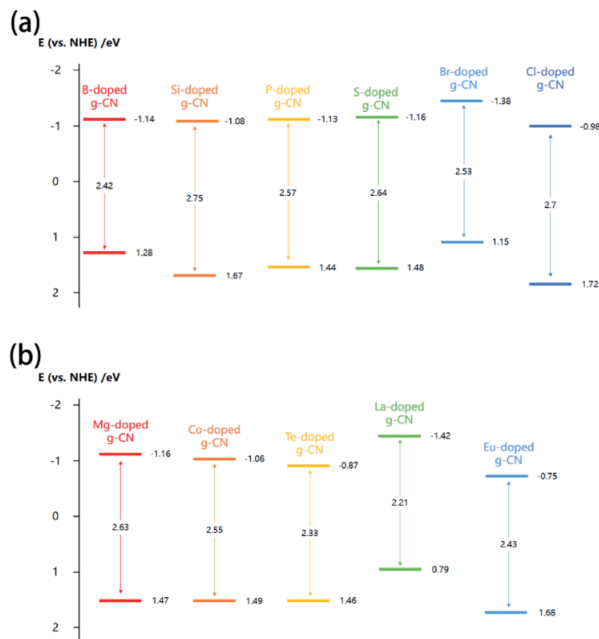 (a)
E (vs. NHE) /eV
-2
-1
0
1
2
B-doped
g-CN
-1.14
2.42
1.28
Si-doped
g-CN
-1.08
2.75
1.67
P-doped
g-CN
-1.13
2.57
1.44
S-doped
g-CN
-1.16
2.64
1.48
Br-doped
g-CN
-1.38
2.53
1.15
Cl-doped
g-CN
-0.98
2.7
1.72
(b)
E (vs. NHE) /eV
-2
-1
0
1
2
Mg-doped
g-CN
-1.16
2.63
1.47
Co-doped
g-CN
-1.06
2.55
1.49
Te-doped
g-CN
-0.87
2.33
1.46
La-doped
g-CN
-1.42
2.21
0.79
Eu-doped
g-CN
-0.75
2.43
1.68